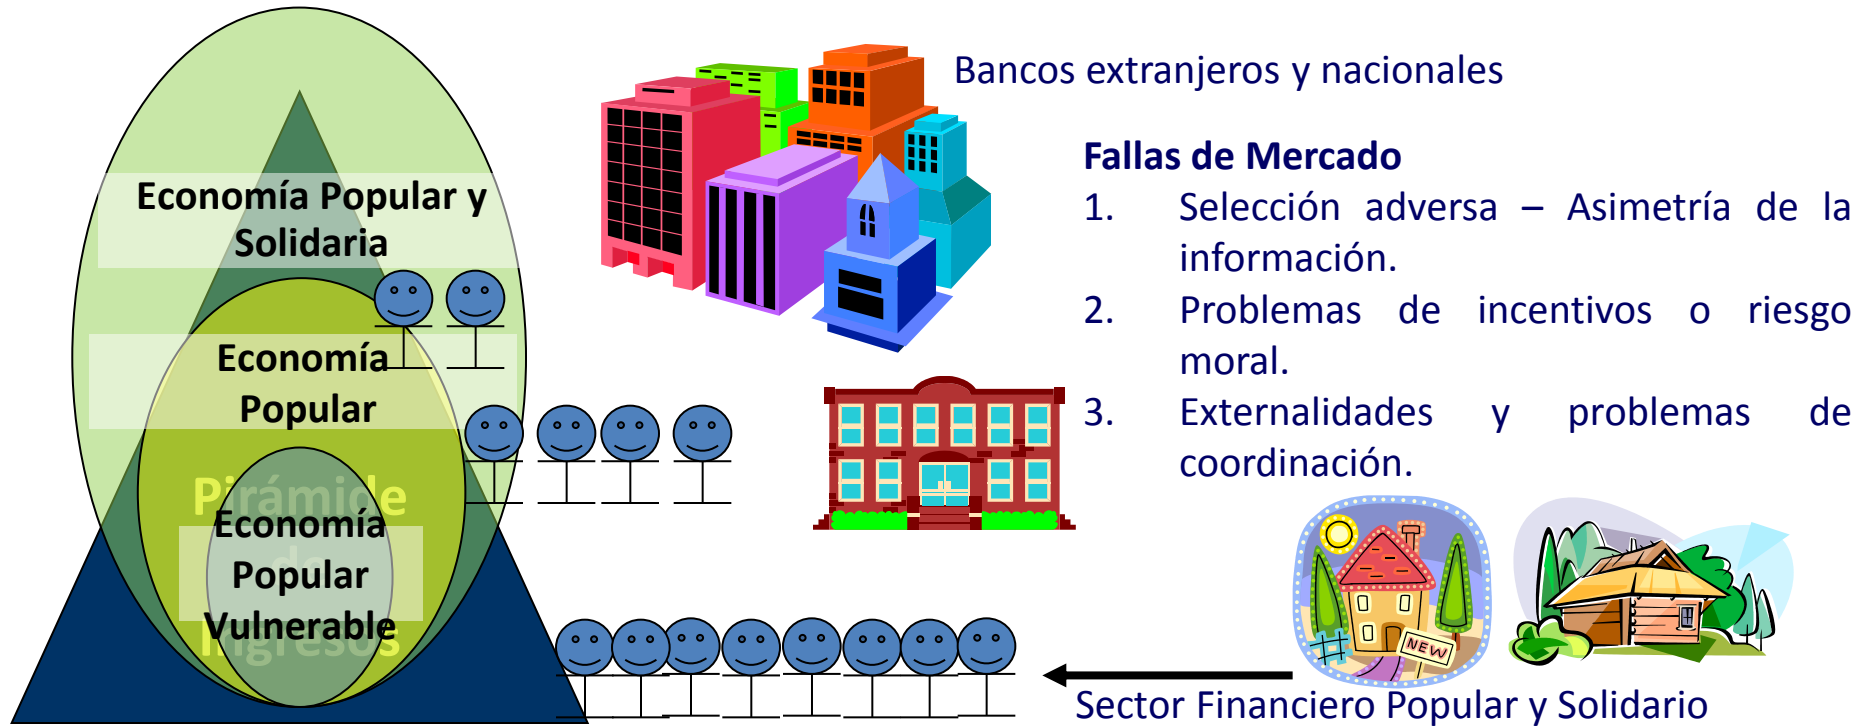 Bancos extranjeros y nacionales
Fallas de Mercado
1. Selección adversa – Asimetría de la
información.
2. Problemas de incentivos o riesgo
moral.
3. Externalidades y problemas de
coordinación.
Economía Popular y
Solidaria
Economía
Popular
Pirámide
de
Ingresos
Economía
Popular
Vulnerable
NEW
Sector Financiero Popular y Solidario